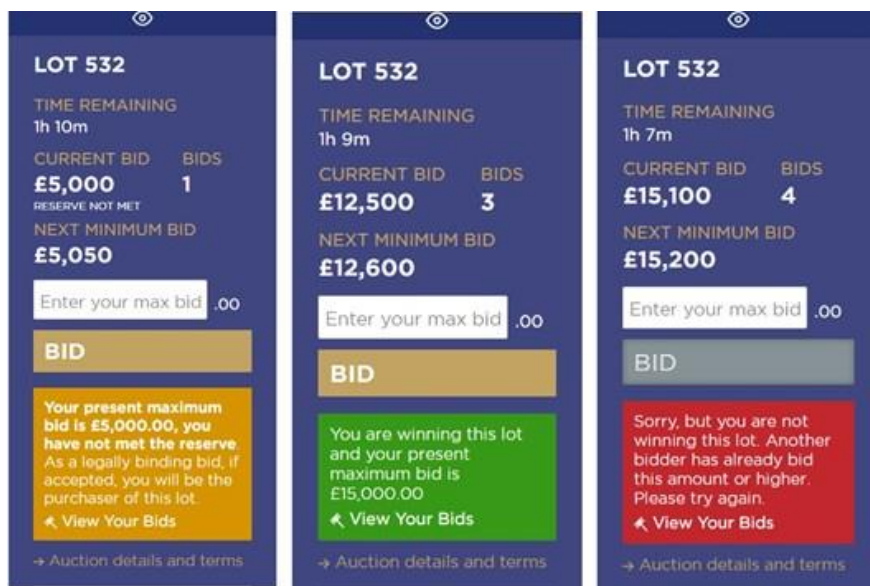 LOT 532
TIME REMAINING
1h 10m
CURRENT BID BIDS
£5,000 1
RESERVE NOT MET
NEXT MINIMUM BID
£5,050
Enter your max bid .00
BID
Your present maximum
bid is £5,000.00, you
have not met the reserve
As a legally binding bid, if
accepted, you will be the
purchaser of this lot.
View Your Bids
→ Auction details and terms
LOT 532
TIME REMAINING
1h 9m
CURRENT BID BIDS
£12,500 3
NEXT MINIMUM BID
£12,600
Enter your max bid .00
BID
You are winning this lot
and your present
maximum bid is
£15,000.00
View Your Bids
→ Auction details and terms
LOT 532
TIME REMAINING
1h 7m
CURRENT BID BIDS
£15,100 4
NEXT MINIMUM BID
£15,200
Enter your max bid .00
BID
Sorry, but you are not
winning this lot. Another
bidder has already bid
this amount or higher.
Please try again.
View Your Bids
→ Auction details and terms